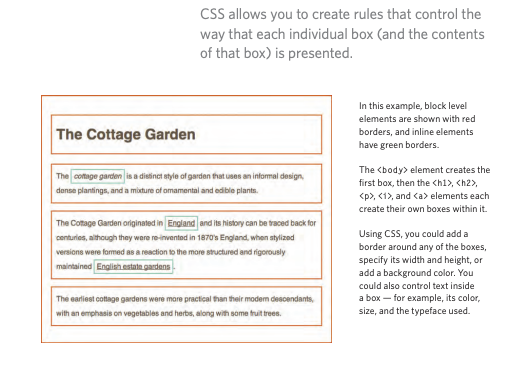 CSS allows you to create rules that control the
way that each individual box (and the contents
of that box) is presented.
The Cottage Garden
The cottage garden is a distinct style of garden that uses an informal design,
dense plantings, and a mixture of ornamental and edible plants.
The Cottage Garden originated in England and its history can be traced back for
centuries, although they were re-invented in 1870's England, when stylized
versions were formed as a reaction to the more structured and rigorously
maintained English estate gardens.
The earliest cottage gardens were more practical than their modern descendants,
with an emphasis on vegetables and herbs, along with some fruit trees.
In this example, block level
elements are shown with red
borders, and inline elements
have green borders.
The <body> element creates the
first box, then the <h1>, <h2>,
<p>, <i>, and <a> elements each
create their own boxes within it.
Using CSS, you could add a
border around any of the boxes,
specify its width and height, or
add a background color. You
could also control text inside
a box — for example, its color,
size, and the typeface used.